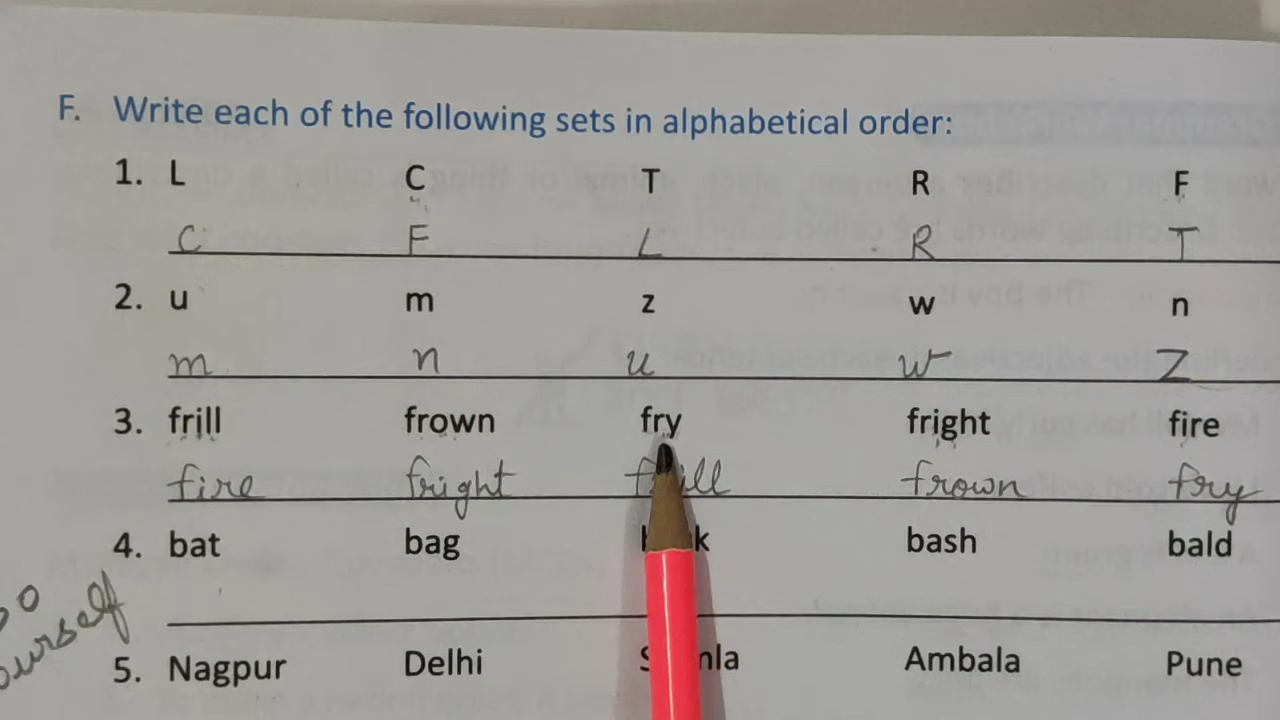 F. Write each of the following sets in alphabetical order:
1. L C T R F
C F L R T
2. u m z w n
m n u w z
3. frill frown fry fright fire
fire fright frill frown fry
4. bat bag bash bald
5. Nagpur Delhi Ambala Pune